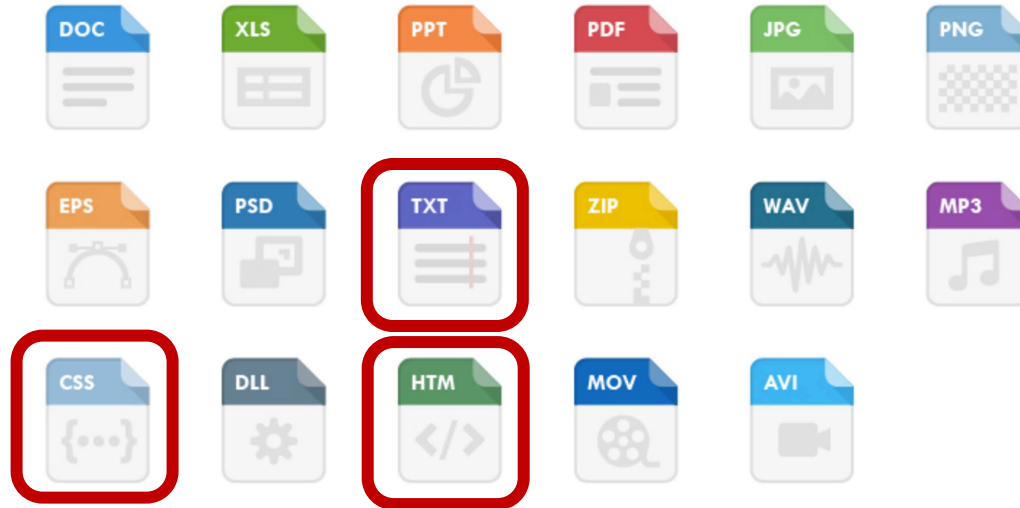 DOC XLS PPT PDF JPG PNG
EPS PSD TXT ZIP WAV MP3
CSS DLL HTM MOV AVI